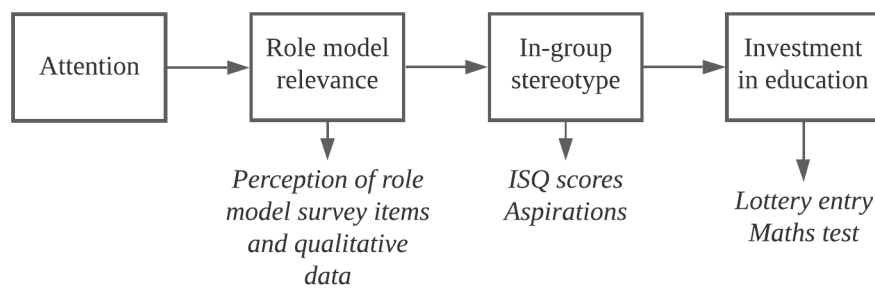 Attention
Role model
relevance
In-group
stereotype
Investment
in education
Perception of role
model survey items
and qualitative
data
ISQ scores
Aspirations
Lottery entry
Maths test